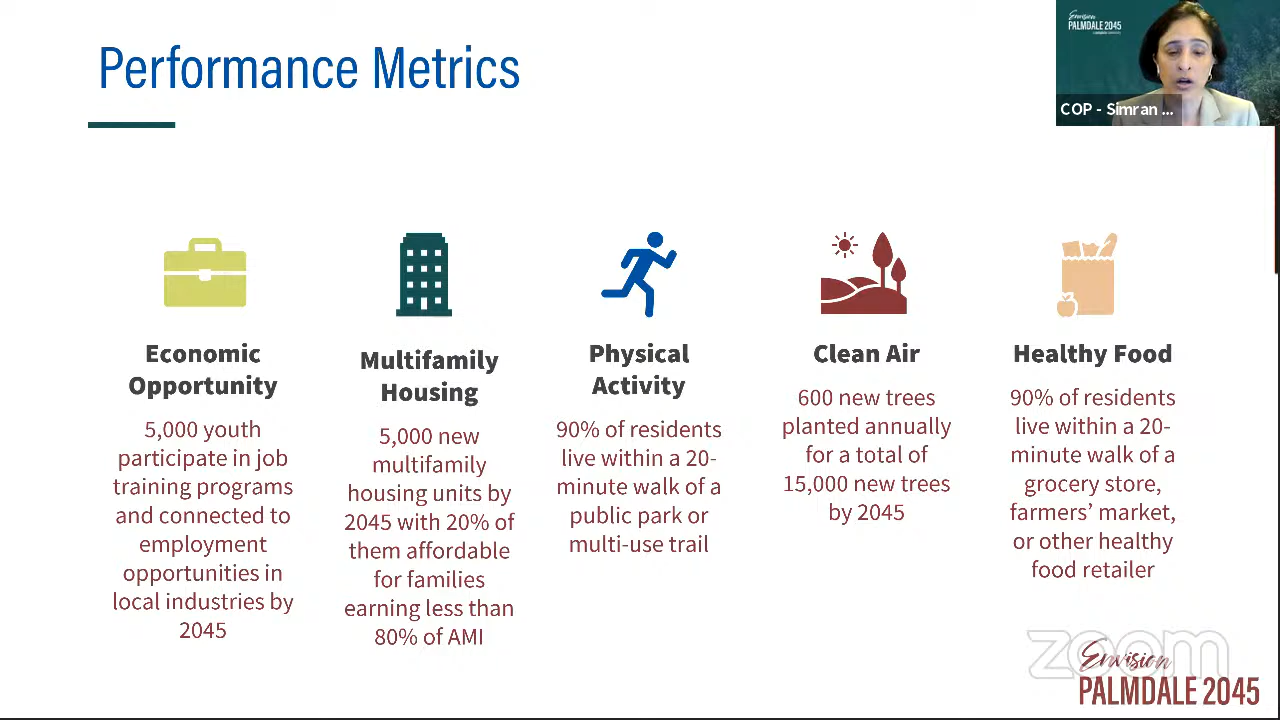 Performance Metrics
Envision
PALMDALE 2045
COP - Simran ...
Economic
Opportunity
5,000 youth
participate in job
training programs
and connected to
employment
opportunities in
local industries by
2045
Multifamily
Housing
5,000 new
multifamily
housing units by
2045 with 20% of
them affordable
for families
earning less than
80% of AMI
Physical
Activity
90% of residents
live within a 20-
minute walk of a
public park or
multi-use trail
Clean Air
600 new trees
planted annually
for a total of
15,000 new trees
by 2045
Healthy Food
90% of residents
live within a 20-
minute walk of a
grocery store,
farmers’ market,
or other healthy
food retailer
zoom
Envision
PALMDALE 2045